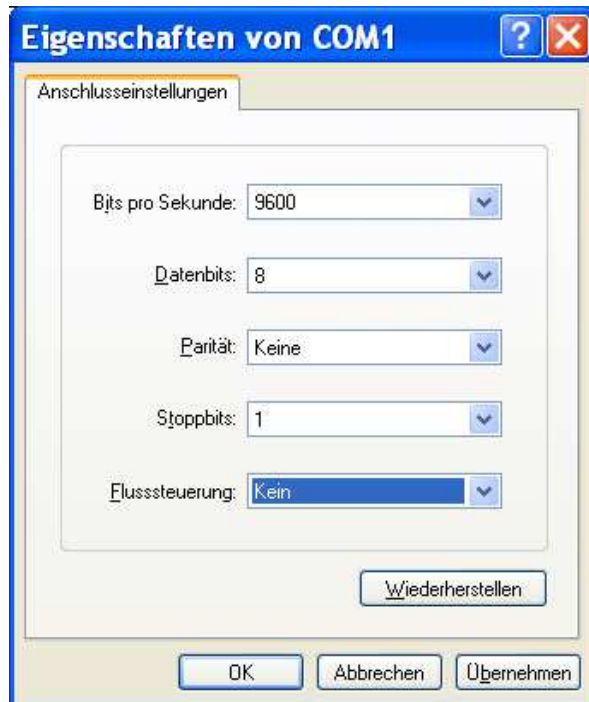 Eigenschaften von COM1
Anschlusseinstellungen
Bits pro Sekunde: 9600
Datenbits: 8
Parität: Keine
Stoppbits: 1
Flusssteuerung: Kein
Wiederherstellen
OK Abbrechen Übernehmen